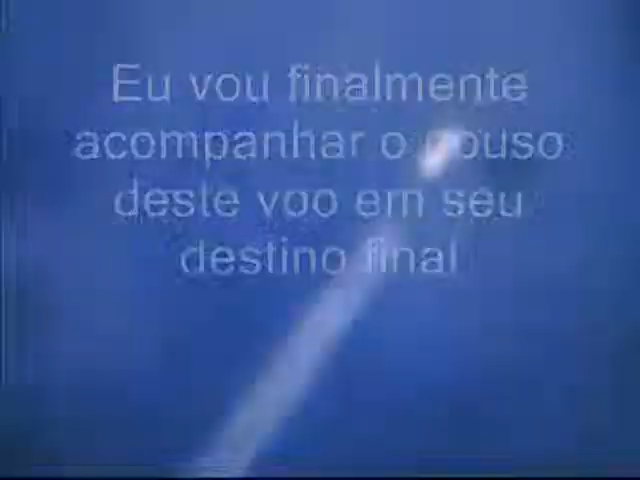 Eu vou finalmente
acompanhar o pouso
deste voo em seu
destino final